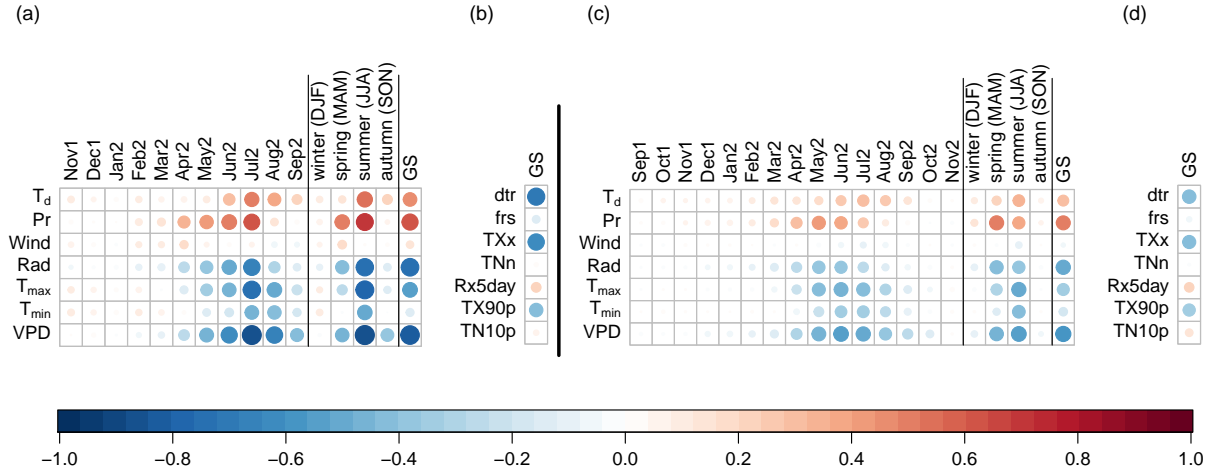 (a)
(b)
(c)
(d)
Nov1
Dec1
Jan2
Feb2
Mar2
Apr2
May2
Jun2
Jul2
Aug2
Sep2
winter (DJF)
spring (MAM)
summer (JJA)
autumn (SON)
GS
Td
Pr
Wind
Rad
Tmax
Tmin
VPD
GS
dtr
frs
TXx
TNn
Rx5day
TX90p
TN10p
Sep1
Oct1
Nov1
Dec1
Jan2
Feb2
Mar2
Apr2
May2
Jun2
Jul2
Aug2
Sep2
Oct2
Nov2
winter (DJF)
spring (MAM)
summer (JJA)
autumn (SON)
GS
Td
Pr
Wind
Rad
Tmax
Tmin
VPD
GS
dtr
frs
TXx
TNn
Rx5day
TX90p
TN10p
−1.0 −0.8 −0.6 −0.4 −0.2 0.0 0.2 0.4 0.6 0.8 1.0